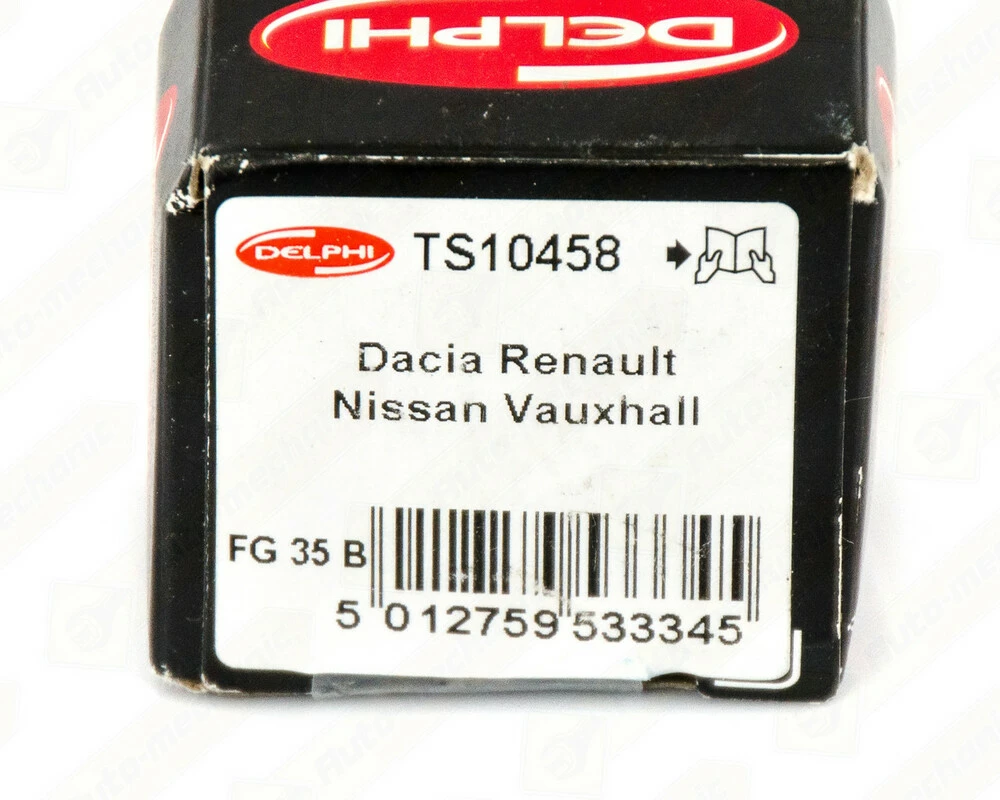 DELPHI
DELPHI TS10458
Dacia Renault
Nissan Vauxhall
FG 35 B
5 012759 533345